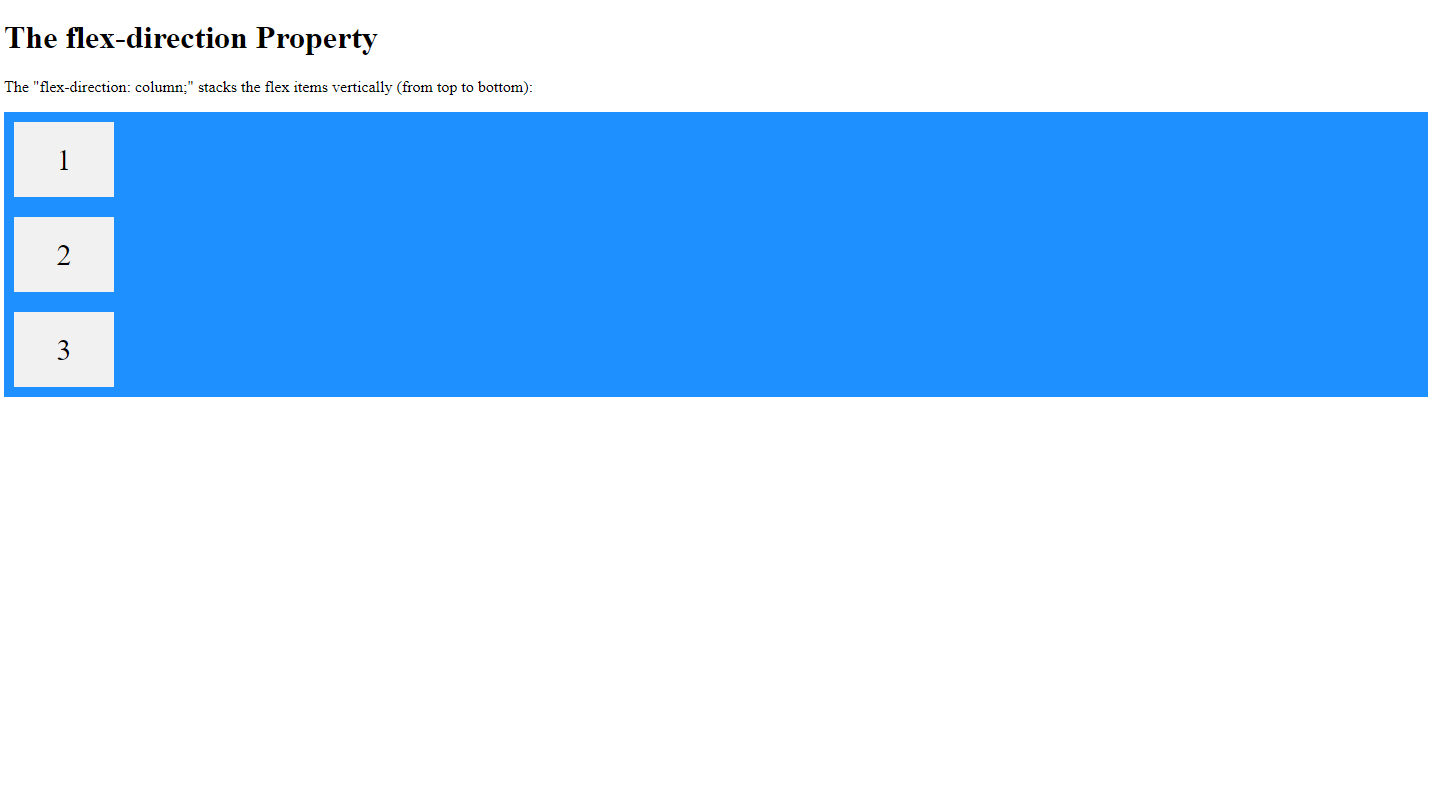 The flex-direction Property
The "flex-direction: column;" stacks the flex items vertically (from top to bottom):
1
2
3